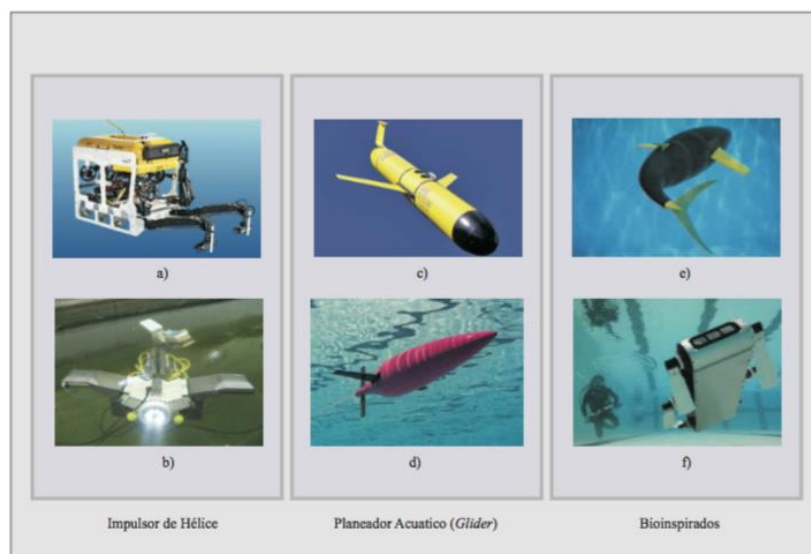 a)
c)
e)
b)
d)
f)
Impulsor de Hélice
Planeador Acuatico (Glider)
Bioinspirados